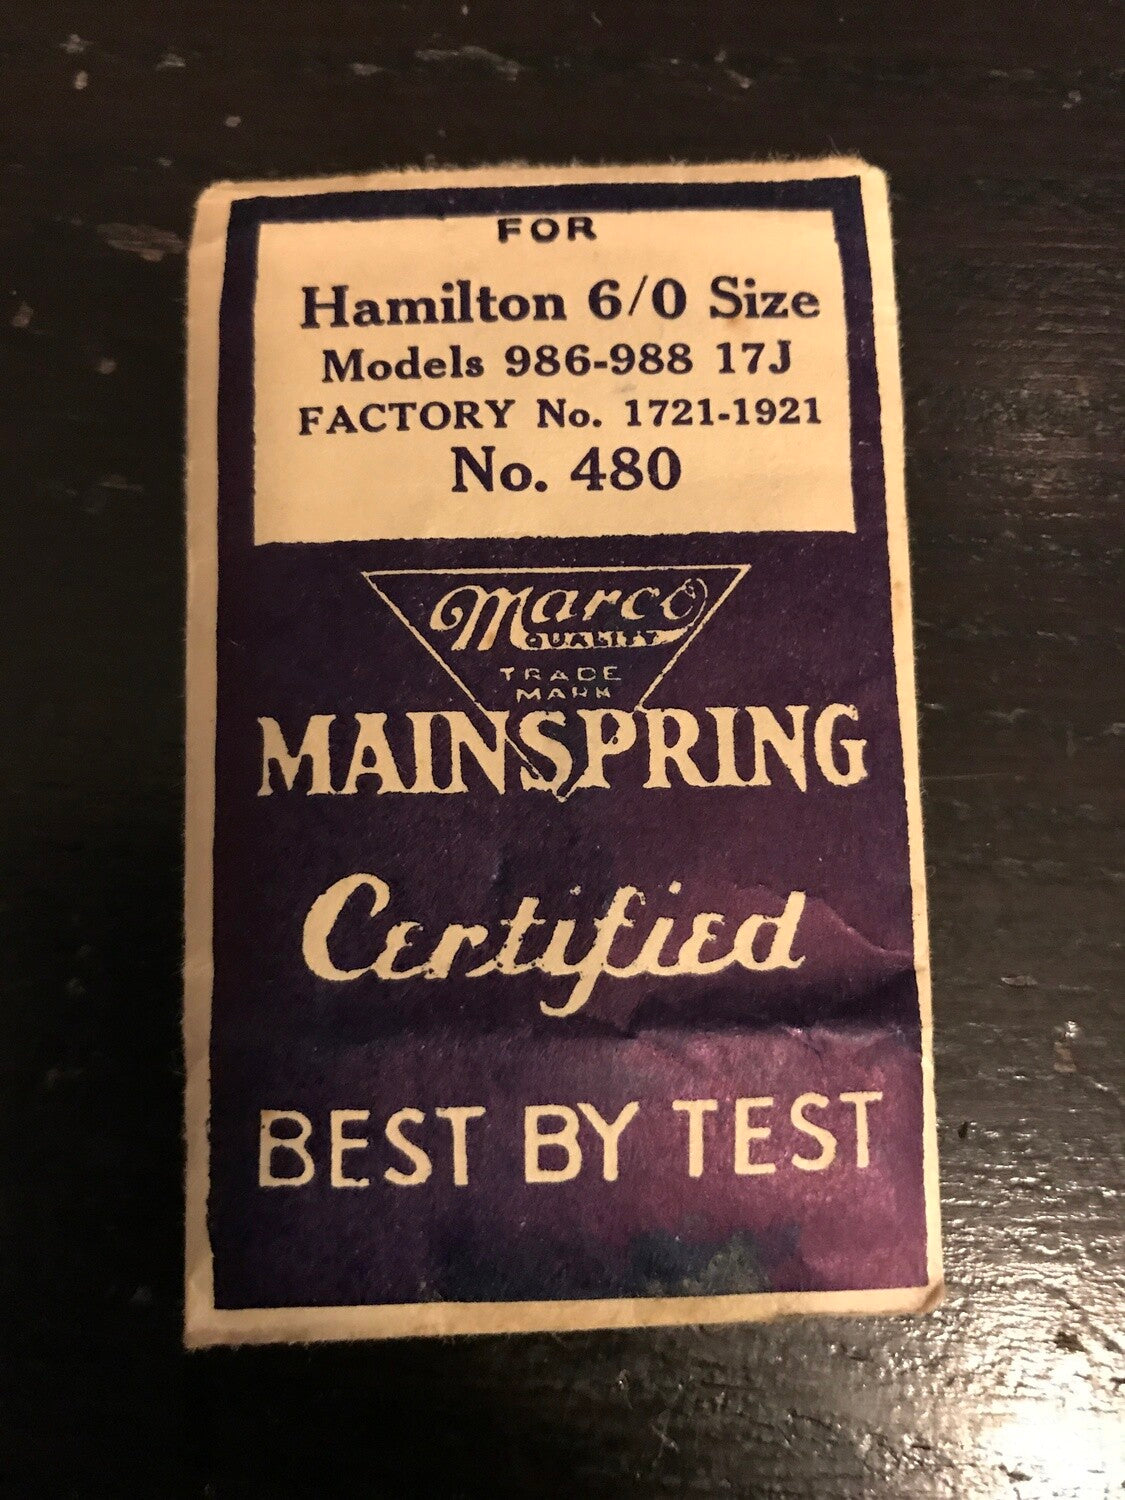 FOR
Hamilton 6/0 Size
Models 986-988 17J
FACTORY No. 1721-1921
No. 480
Marco
QUALITY
TRADE
MARK
MAINSPRING
Certified
BEST BY TEST